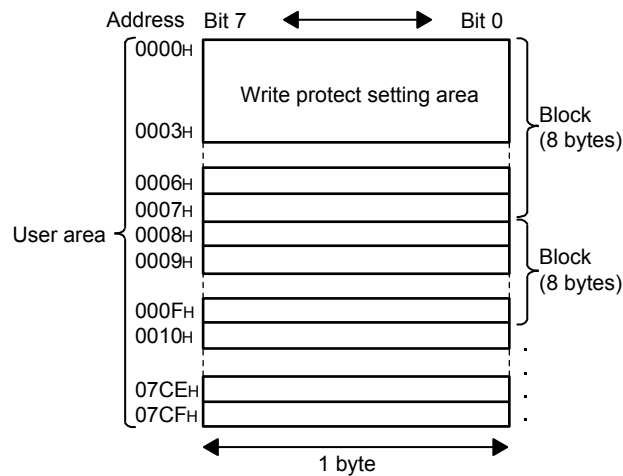 Address Bit 7 Bit 0
0000H
Write protect setting area
0003H
Block
(8 bytes)
0006H
0007H
User area
0008H
0009H
Block
(8 bytes)
000FH
0010H
07CEH
07CFH
1 byte